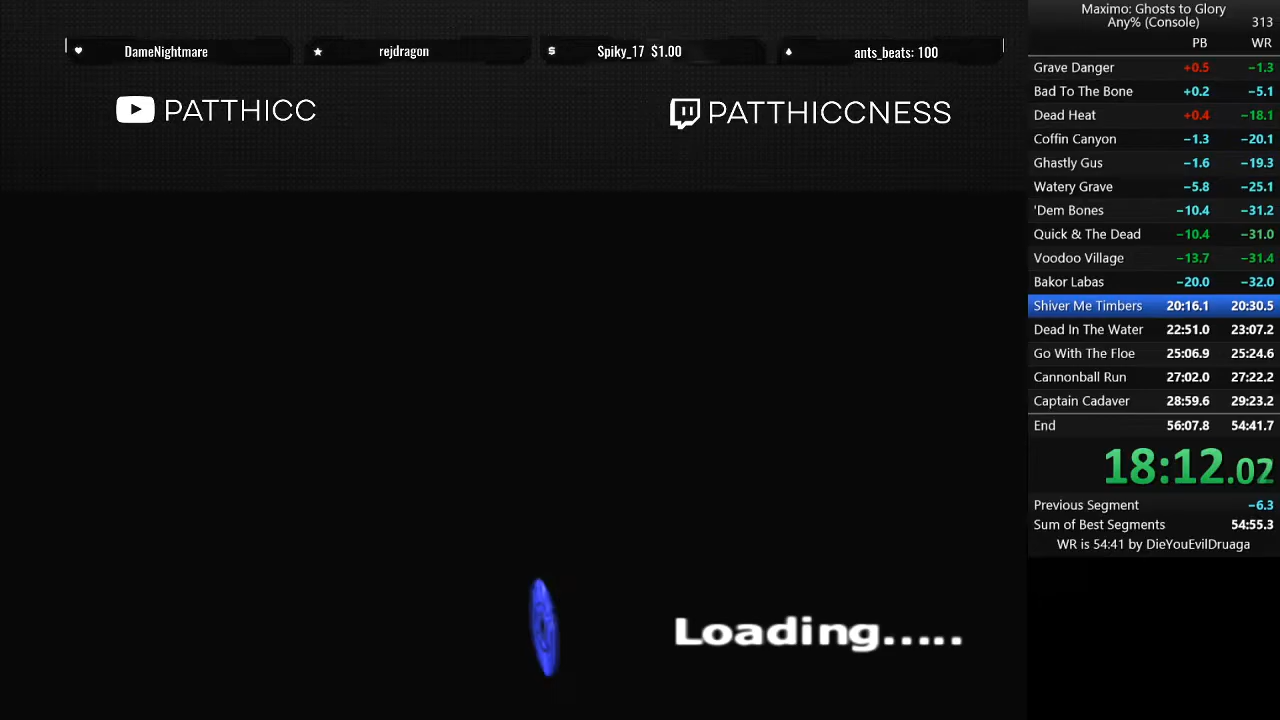 DameNightmare
rejdragon
$ Spiky_17 $1.00
ants_beats: 100
PATTHICC
PATTHICCNESS
Loading.....
Maximo: Ghosts to Glory
Any% (Console) 313
PB WR
Grave Danger +0.5 −1.3
Bad To The Bone +0.2 −5.1
Dead Heat +0.4 −18.1
Coffin Canyon −1.3 −20.1
Ghastly Gus −1.6 −19.3
Watery Grave −5.8 −25.1
'Dem Bones −10.4 −31.2
Quick & The Dead −10.4 −31.0
Voodoo Village −13.7 −31.4
Bakor Labas −20.0 −32.0
Shiver Me Timbers 20:16.1 20:30.5
Dead In The Water 22:51.0 23:07.2
Go With The Floe 25:06.9 25:24.6
Cannonball Run 27:02.0 27:22.2
Captain Cadaver 28:59.6 29:23.2
End 56:07.8 54:41.7
18:12.02
Previous Segment −6.3
Sum of Best Segments 54:55.3
WR is 54:41 by DieYouEvilDruaga